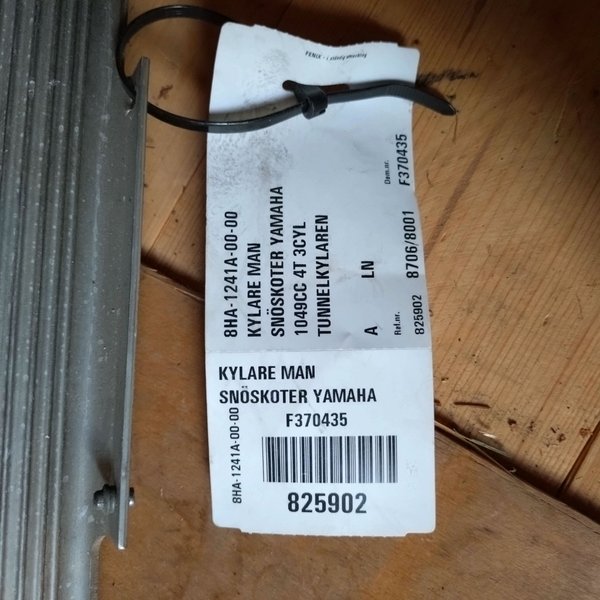 8HA-1241A-00-00
KYLARE MAN
SNÖSKOTER YAMAHA
1049CC 4T 3CYL
TUNNELKYLAREN
A LN
Ref.nr. Dem.nr.
825902 8706/8001 F370435
KYLARE MAN
SNÖSKOTER YAMAHA
F370435
8HA-1241A-00-00
825902